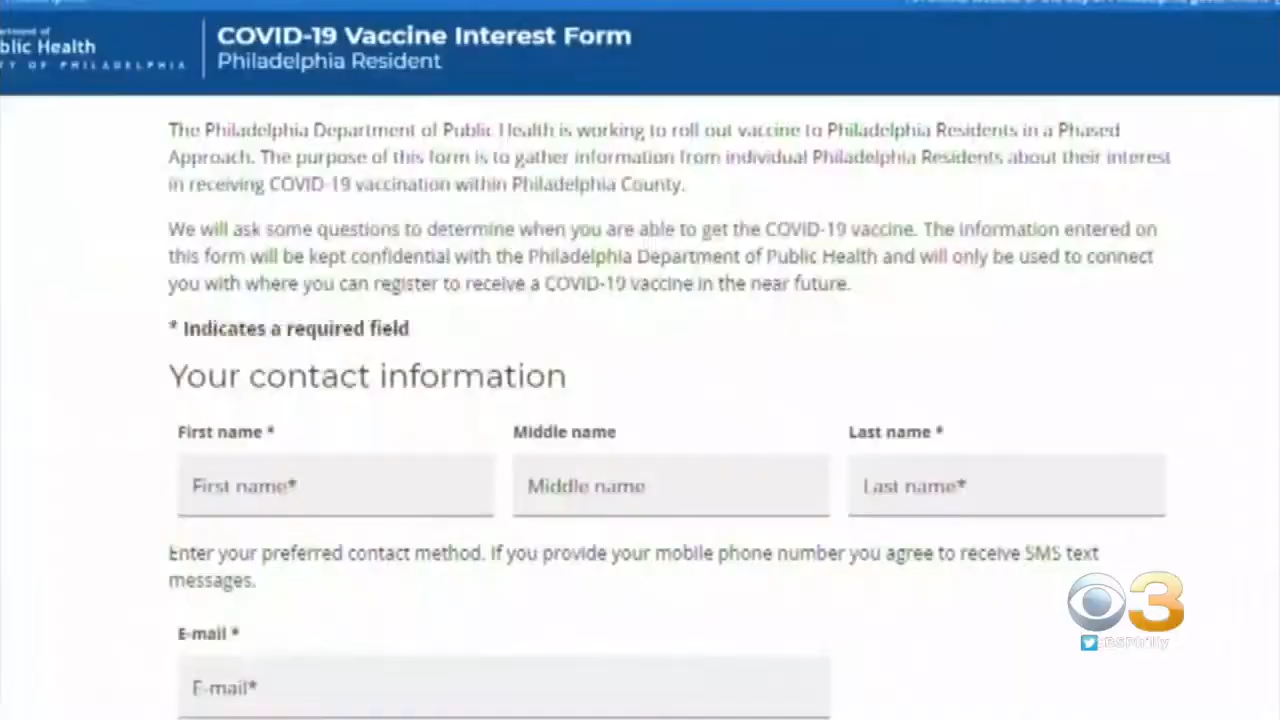 COVID-19 Vaccine Interest Form
blic Health
Philadelphia Resident
TY OF PHILADELPHIA
The Philadelphia Department of Public Health is working to roll out vaccine to Philadelphia Residents in a Phased
Approach. The purpose of this form is to gather information from individual Philadelphia Residents about their interest
in receiving COVID-19 vaccination within Philadelphia County.
We will ask some questions to determine when you are able to get the COVID-19 vaccine. The information entered on
this form will be kept confidential with the Philadelphia Department of Public Health and will only be used to connect
you with where you can register to receive a COVID-19 vaccine in the near future.
* Indicates a required field
Your contact information
First name * Middle name Last name *
First name* Middle name Last name*
Enter your preferred contact method. If you provide your mobile phone number you agree to receive SMS text
messages.
E-mail *
E-mail*
3